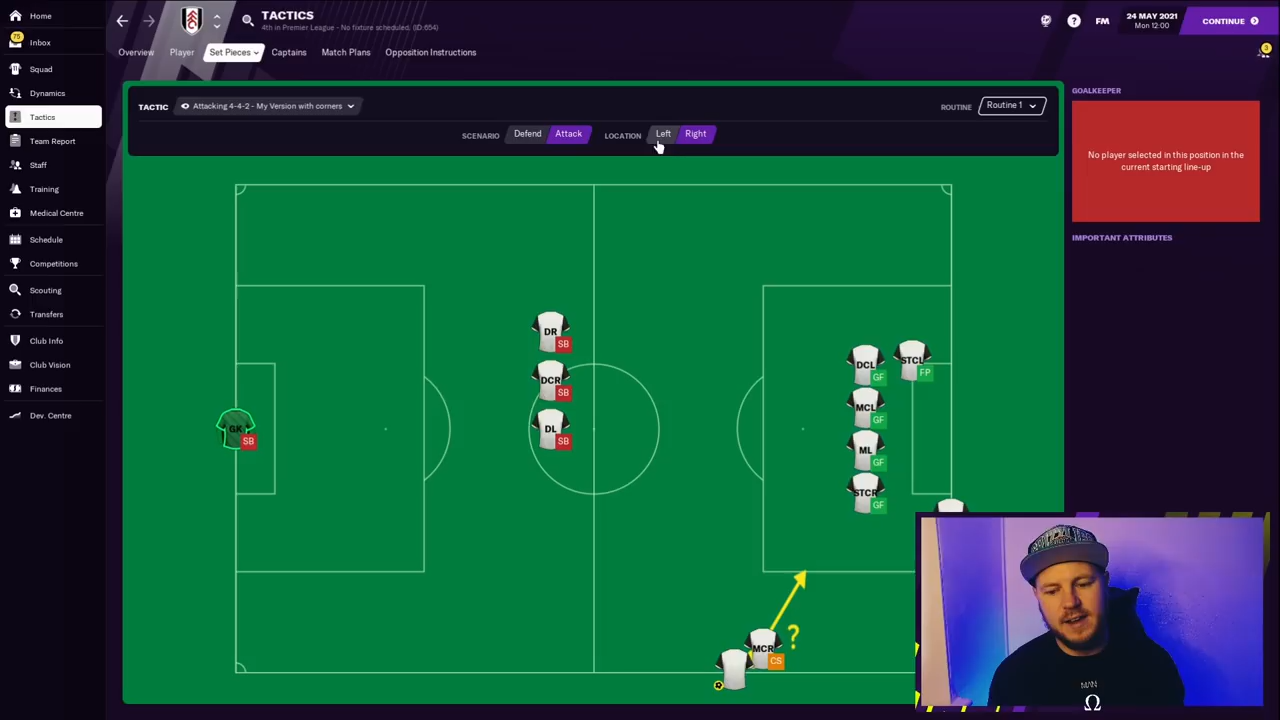 Home
TACTICS
4th in Premier League - No fixture scheduled. (ID:654)
?
FM
24 MAY 2021
Mon 12:00
CONTINUE
75
Inbox
3
Overview
Player
Set Pieces
Captains
Match Plans
Opposition Instructions
Squad
Dynamics
Tactics
Team Report
Staff
Training
Medical Centre
Schedule
Competitions
Scouting
Transfers
Club Info
Club Vision
Finances
Dev. Centre
TACTIC
Attacking 4-4-2 - My Version with corners
ROUTINE
Routine 1
SCENARIO
Defend
Attack
LOCATION
Left
Right
GOALKEEPER
No player selected in this position in the
current starting line-up
IMPORTANT ATTRIBUTES
DR
SB
DCR
SB
DL
SB
GK
SB
DCL
GF
STCL
FP
MCL
GF
ML
GF
STCR
GF
?
MCR
CS
MAN
Ω